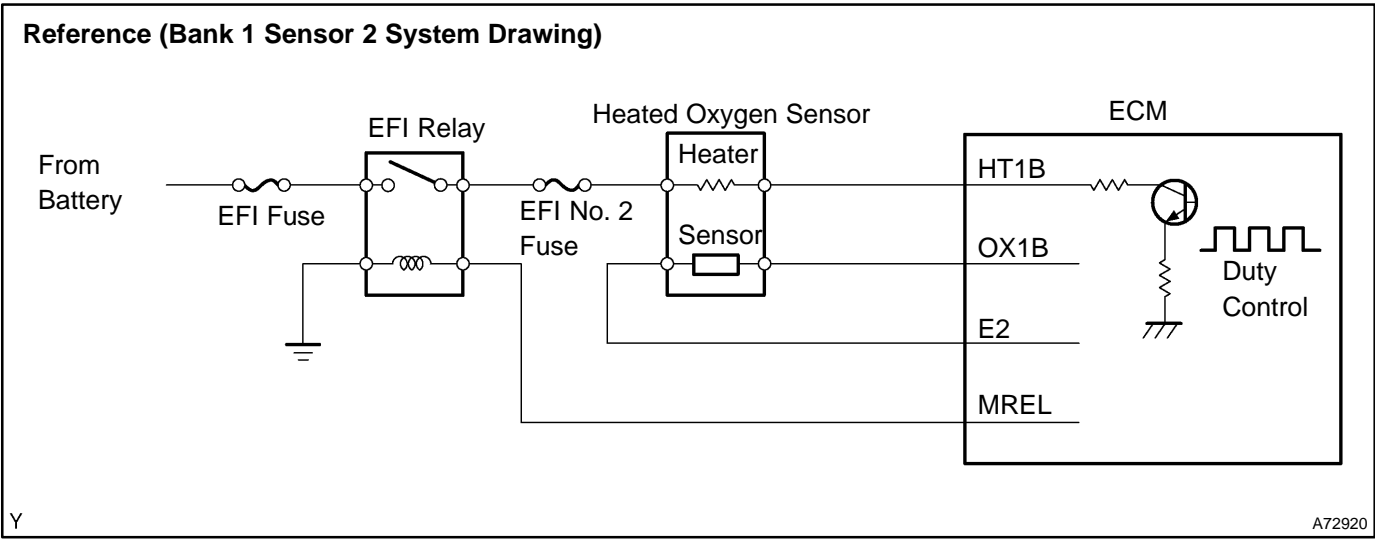 Reference (Bank 1 Sensor 2 System Drawing)
From
Battery
EFI Fuse
EFI Relay
EFI No. 2
Fuse
Heated Oxygen Sensor
Heater
Sensor
ECM
HT1B
OX1B
E2
MREL
Duty
Control
Y
A72920